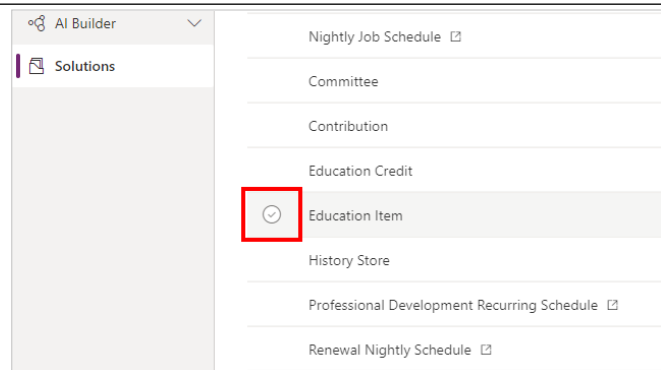 AI Builder
Solutions
Nightly Job Schedule
Committee
Contribution
Education Credit
Education Item
History Store
Professional Development Recurring Schedule
Renewal Nightly Schedule